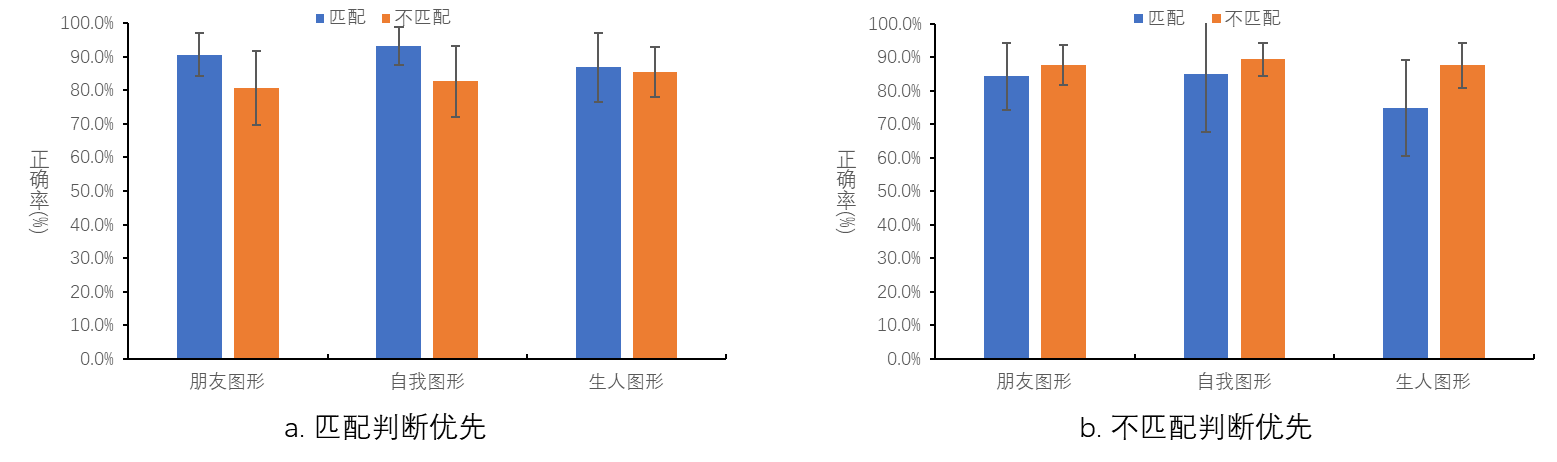 匹配 不匹配
100.0%
90.0%
80.0%
70.0%
60.0%
50.0%
40.0%
30.0%
20.0%
10.0%
0.0%
正确率(%)
朋友图形 自我图形 生人图形
a. 匹配判断优先
匹配 不匹配
100.0%
90.0%
80.0%
70.0%
60.0%
50.0%
40.0%
30.0%
20.0%
10.0%
0.0%
正确率(%)
朋友图形 自我图形 生人图形
b. 不匹配判断优先